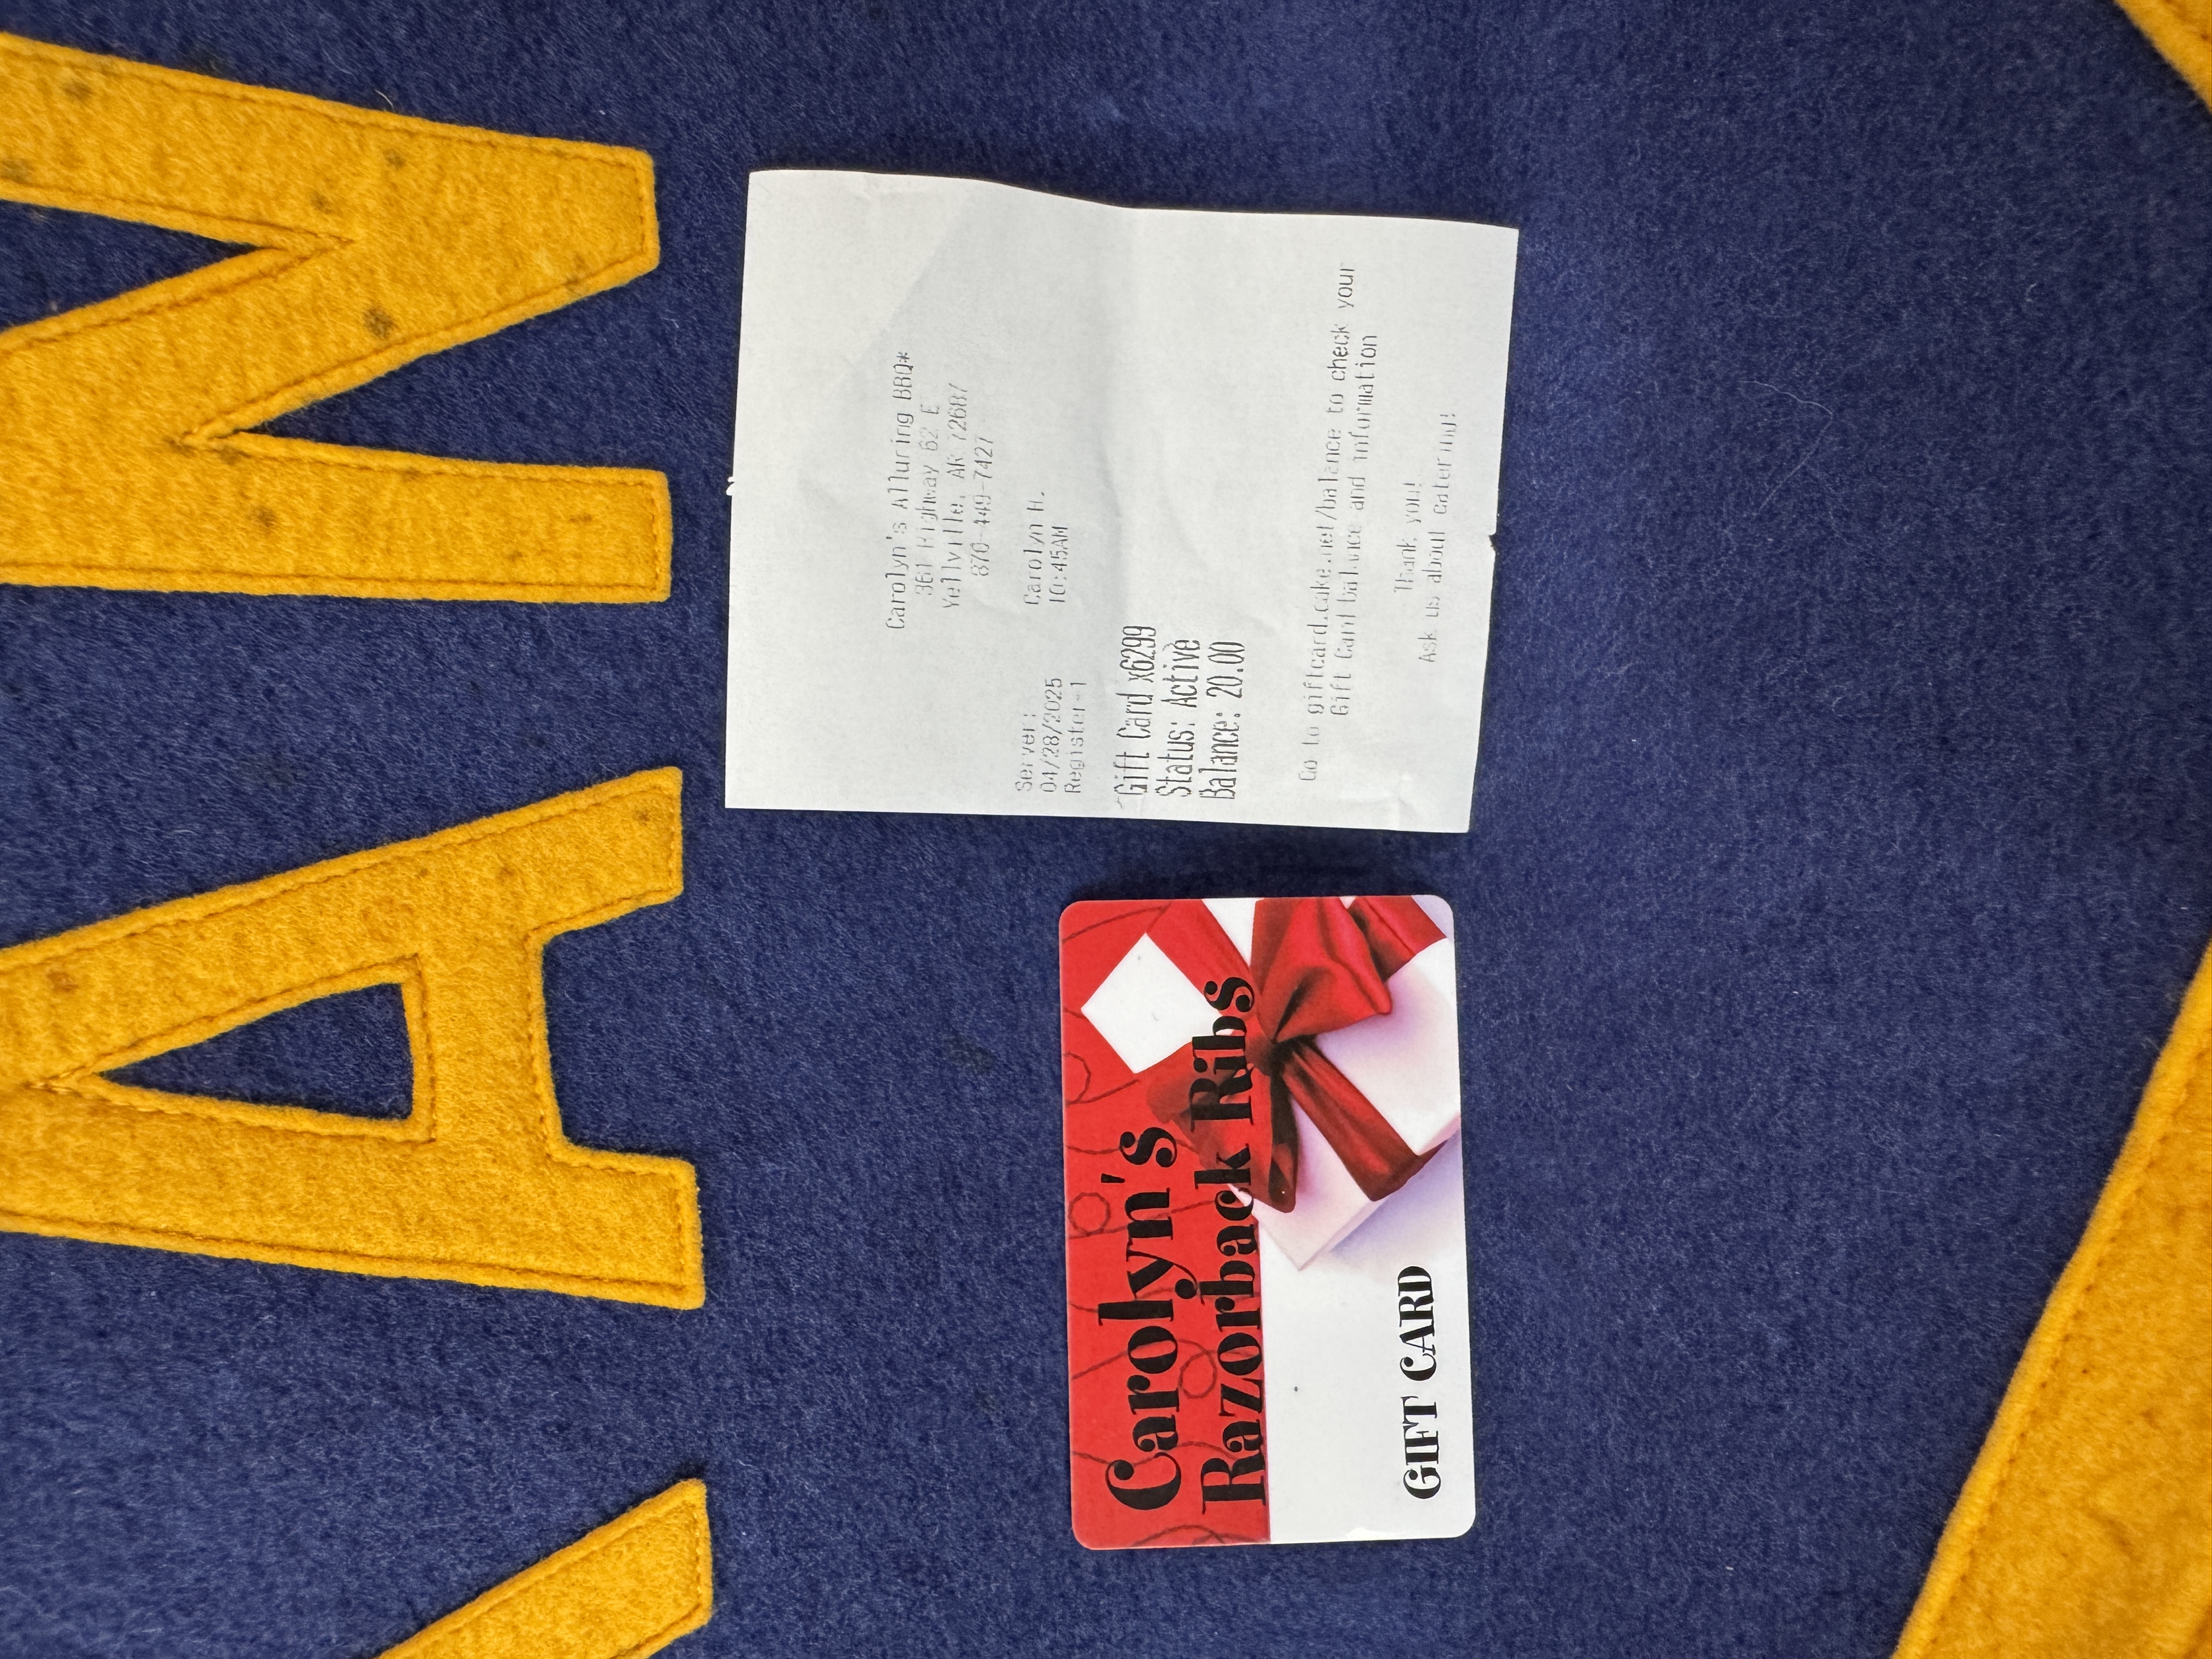 Carolyn's Alluring BBQ*
361 Highway 62 E
Yellville, AR 72687
870-449-7427
Server: Carolyn H.
04/28/2025 10:45AM
Register-1
Gift Card x6299
Status: Active
Balance: 20.00
Go to giftcard.cake.net/balance to check your
Gift Card balance and information
Thank you!
Ask us about Catering!
Carolyn's
Razorback Ribs
GIFT CARD